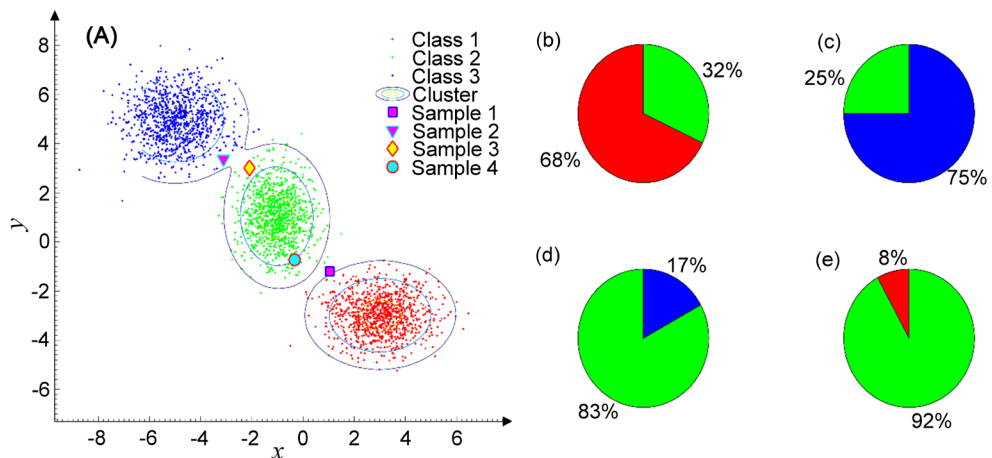 (A)
Class 1
Class 2
Class 3
Cluster
Sample 1
Sample 2
Sample 3
Sample 4
8
6
4
2
0
-2
-4
-6
y
-8
-6
-4
-2
0
2
4
6
8
x
(b)
32%
68%
(c)
25%
75%
(d)
17%
83%
(e)
8%
92%